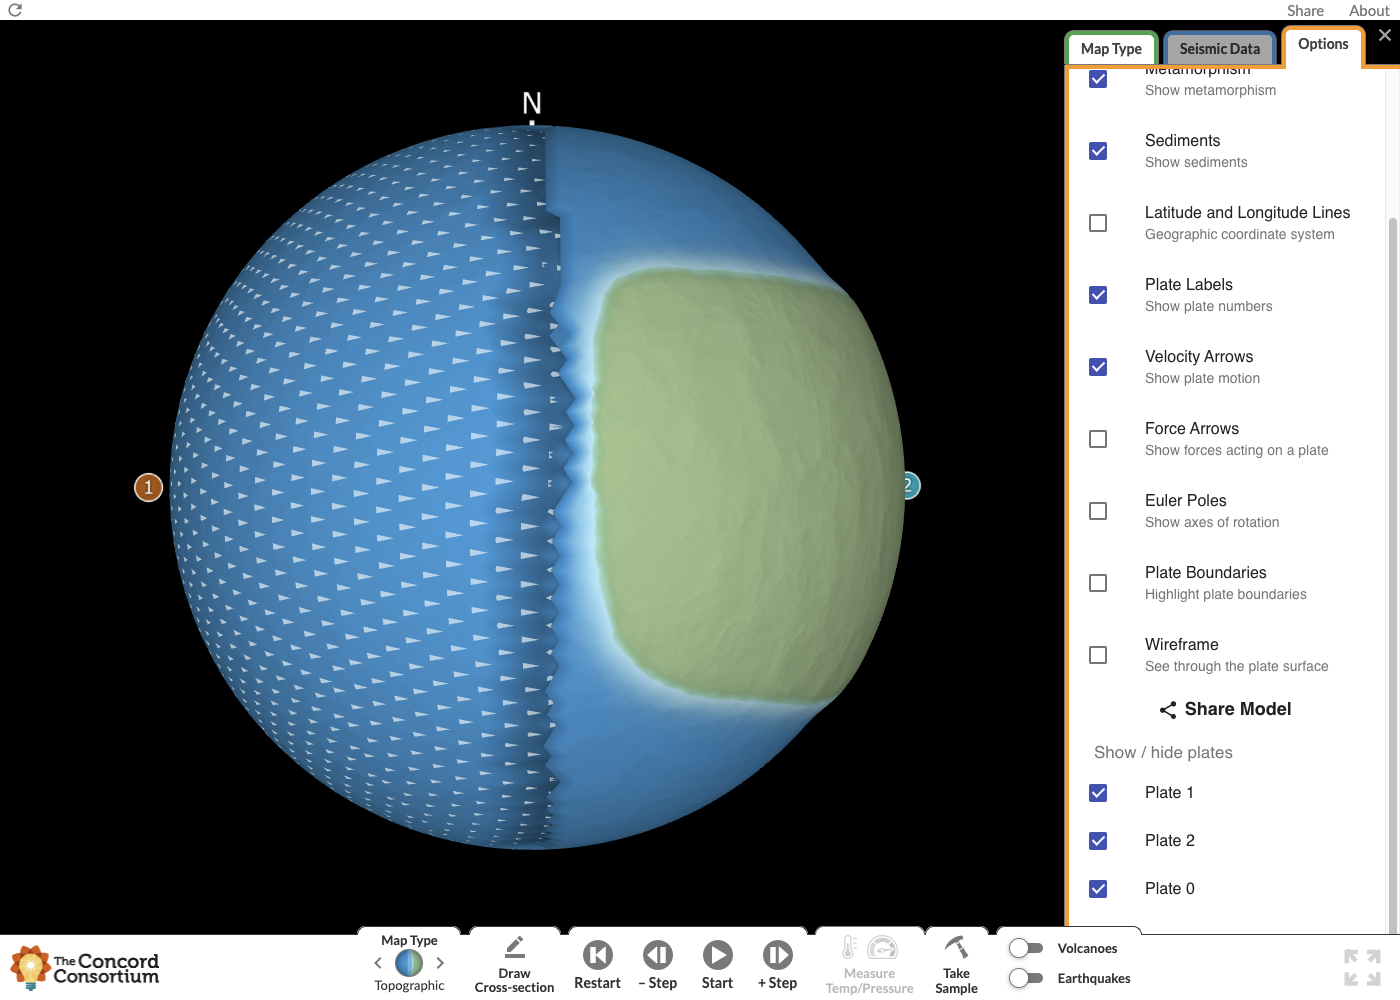 Share About
Map Type Seismic Data Options
N
Metamorphism
Show metamorphism
Sediments
Show sediments
Latitude and Longitude Lines
Geographic coordinate system
Plate Labels
Show plate numbers
Velocity Arrows
Show plate motion
Force Arrows
Show forces acting on a plate
Euler Poles
Show axes of rotation
Plate Boundaries
Highlight plate boundaries
Wireframe
See through the plate surface
Share Model
Show / hide plates
Plate 1
Plate 2
Plate 0
1
2
The Concord
Consortium
Map Type
Topographic
Draw
Cross-section
Restart
– Step
Start
+ Step
Measure
Temp/Pressure
Take
Sample
Volcanoes
Earthquakes